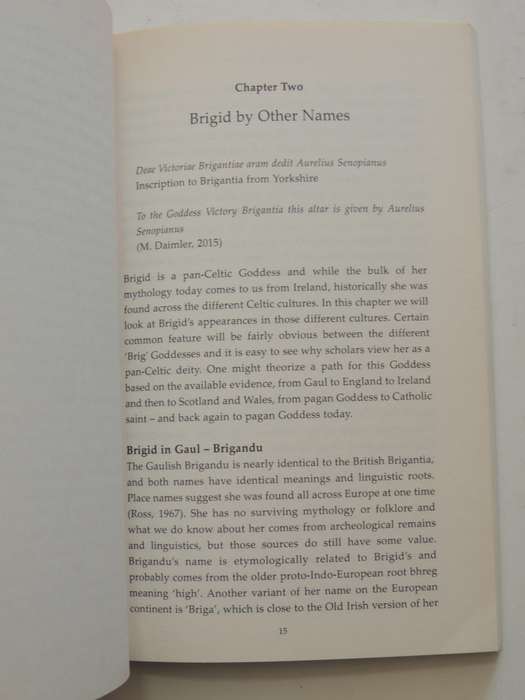 Chapter Two
Brigid by Other Names
Deae Victoriae Brigantiae aram dedit Aurelius Senopianus
Inscription to Brigantia from Yorkshire
To the Goddess Victory Brigantia this altar is given by Aurelius
Senopianus
(M. Daimler, 2015)
Brigid is a pan-Celtic Goddess and while the bulk of her
mythology today comes to us from Ireland, historically she was
found across the different Celtic cultures. In this chapter we will
look at Brigid's appearances in those different cultures. Certain
common feature will be fairly obvious between the different
'Brig' Goddesses and it is easy to see why scholars view her as a
pan-Celtic deity. One might theorize a path for this Goddess
based on the available evidence, from Gaul to England to Ireland
and then to Scotland and Wales, from pagan Goddess to Catholic
saint – and back again to pagan Goddess today.
Brigid in Gaul – Brigandu
The Gaulish Brigandu is nearly identical to the British Brigantia,
and both names have identical meanings and linguistic roots.
Place names suggest she was found all across Europe at one time
(Ross, 1967). She has no surviving mythology or folklore and
what we do know about her comes from archeological remains
and linguistics, but those sources do still have some value.
Brigandu's name is etymologically related to Brigid's and
probably comes from the older proto-Indo-European root bhreg
meaning 'high'. Another variant of her name on the European
continent is 'Briga', which is close to the Old Irish version of her
15